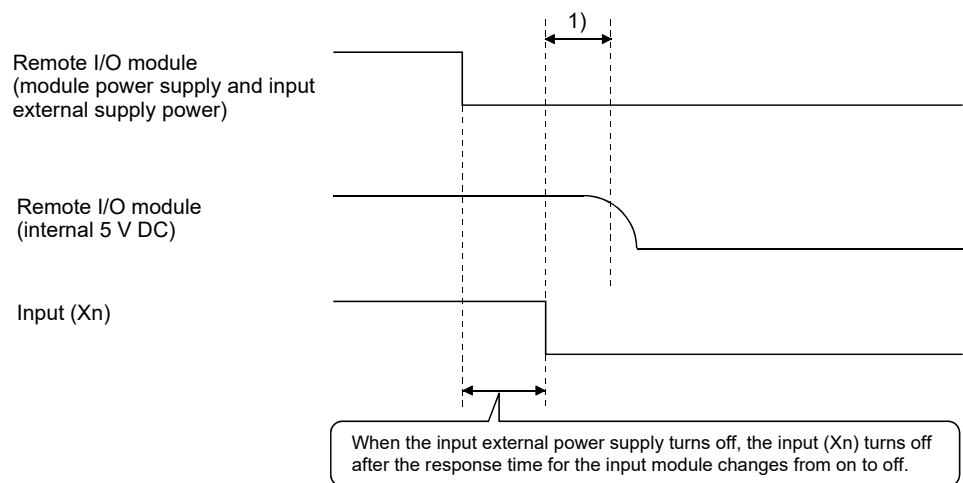 1)
Remote I/O module
(module power supply and input
external supply power)
Remote I/O module
(internal 5 V DC)
Input (Xn)
When the input external power supply turns off, the input (Xn) turns off
after the response time for the input module changes from on to off.